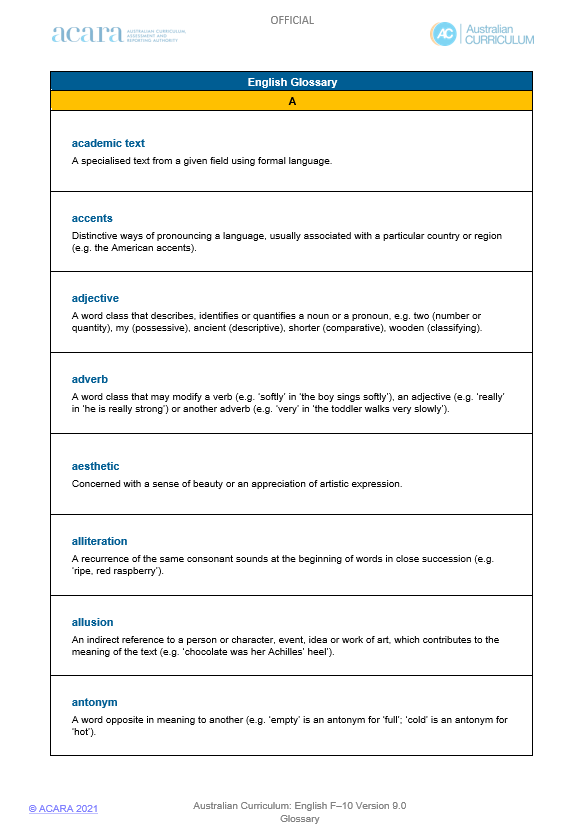 OFFICIAL
acara
AUSTRALIAN CURRICULUM,
ASSESSMENT AND
REPORTING AUTHORITY
AC
Australian
CURRICULUM
English Glossary
A
academic text
A specialised text from a given field using formal language.
accents
Distinctive ways of pronouncing a language, usually associated with a particular country or region
(e.g. the American accents).
adjective
A word class that describes, identifies or quantifies a noun or a pronoun, e.g. two (number or
quantity), my (possessive), ancient (descriptive), shorter (comparative), wooden (classifying).
adverb
A word class that may modify a verb (e.g. ‘softly’ in ‘the boy sings softly’), an adjective (e.g. ‘really’
in ‘he is really strong’) or another adverb (e.g. ‘very’ in ‘the toddler walks very slowly’).
aesthetic
Concerned with a sense of beauty or an appreciation of artistic expression.
alliteration
A recurrence of the same consonant sounds at the beginning of words in close succession (e.g.
‘ripe, red raspberry’).
allusion
An indirect reference to a person or character, event, idea or work of art, which contributes to the
meaning of the text (e.g. ‘chocolate was her Achilles’ heel’).
antonym
A word opposite in meaning to another (e.g. ‘empty’ is an antonym for ‘full’; ‘cold’ is an antonym for
‘hot’).
© ACARA 2021
Australian Curriculum: English F–10 Version 9.0
Glossary